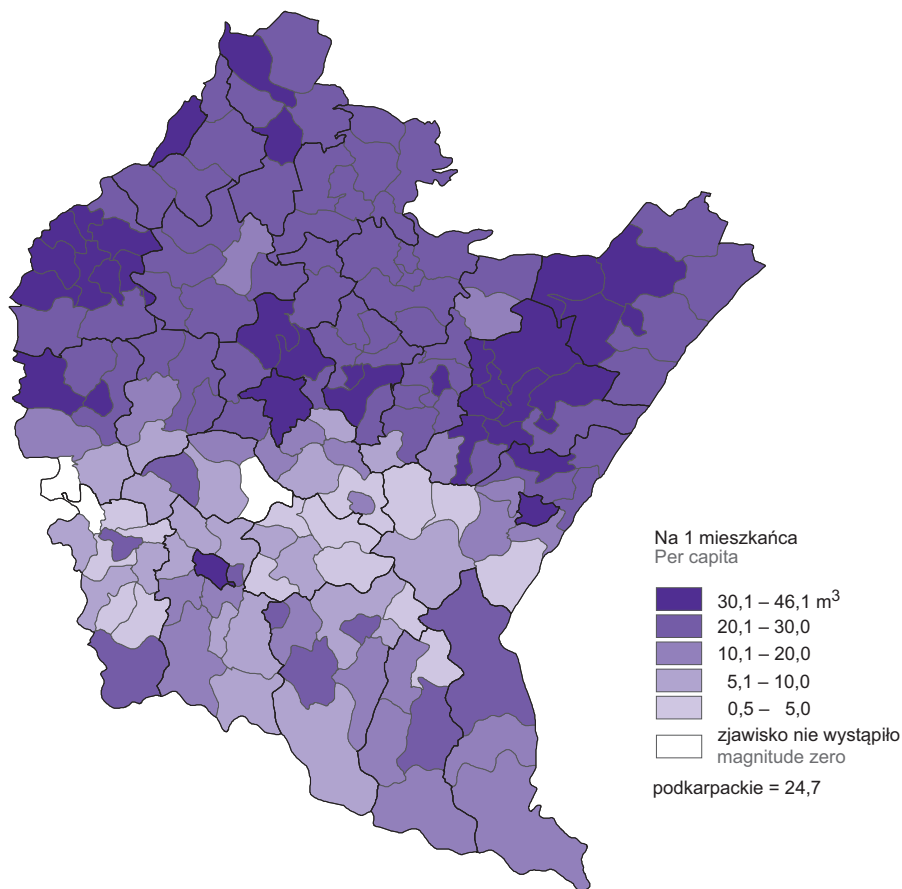 Na 1 mieszkańca
Per capita
30,1 – 46,1 m³
20,1 – 30,0
10,1 – 20,0
5,1 – 10,0
0,5 – 5,0
zjawisko nie wystąpiło
magnitude zero
podkarpackie = 24,7